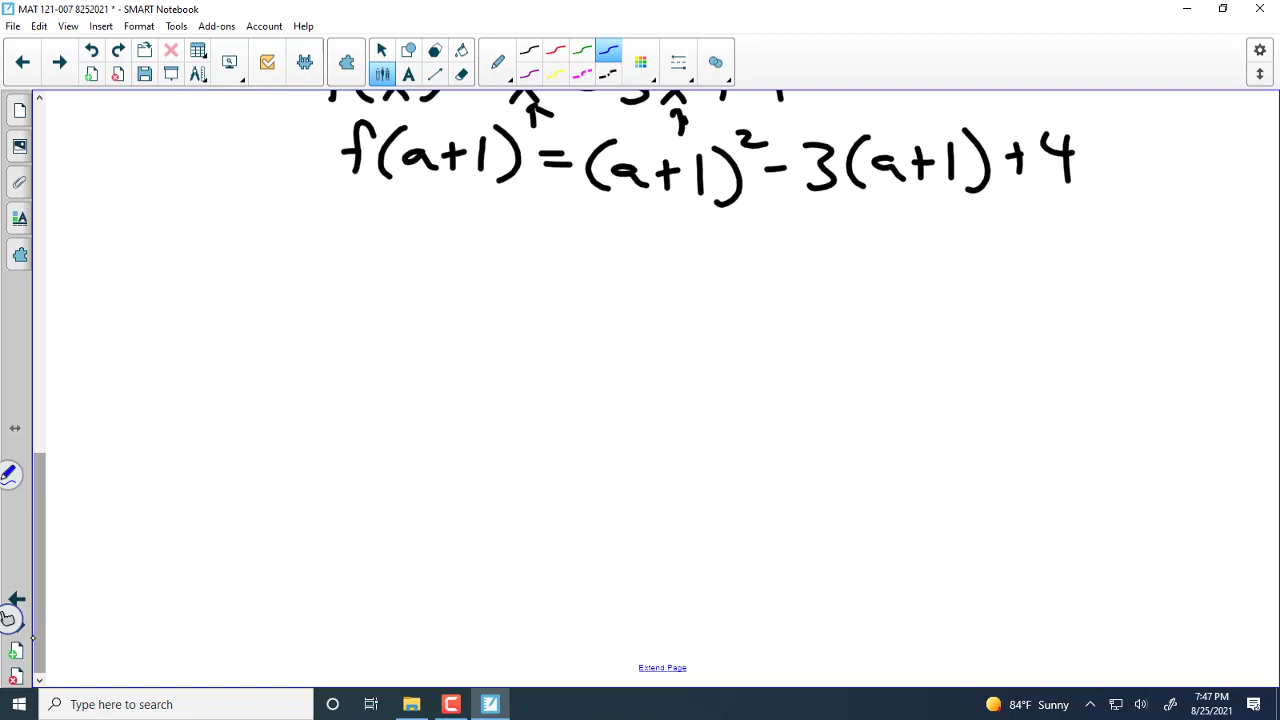 MAT 121-007 8252021 * - SMART Notebook
File Edit View Insert Format Tools Add-ons Account Help
f(a+1) = (a+1)² - 3(a+1) + 4
Extend Page
Type here to search
84°F Sunny
7:47 PM
8/25/2021